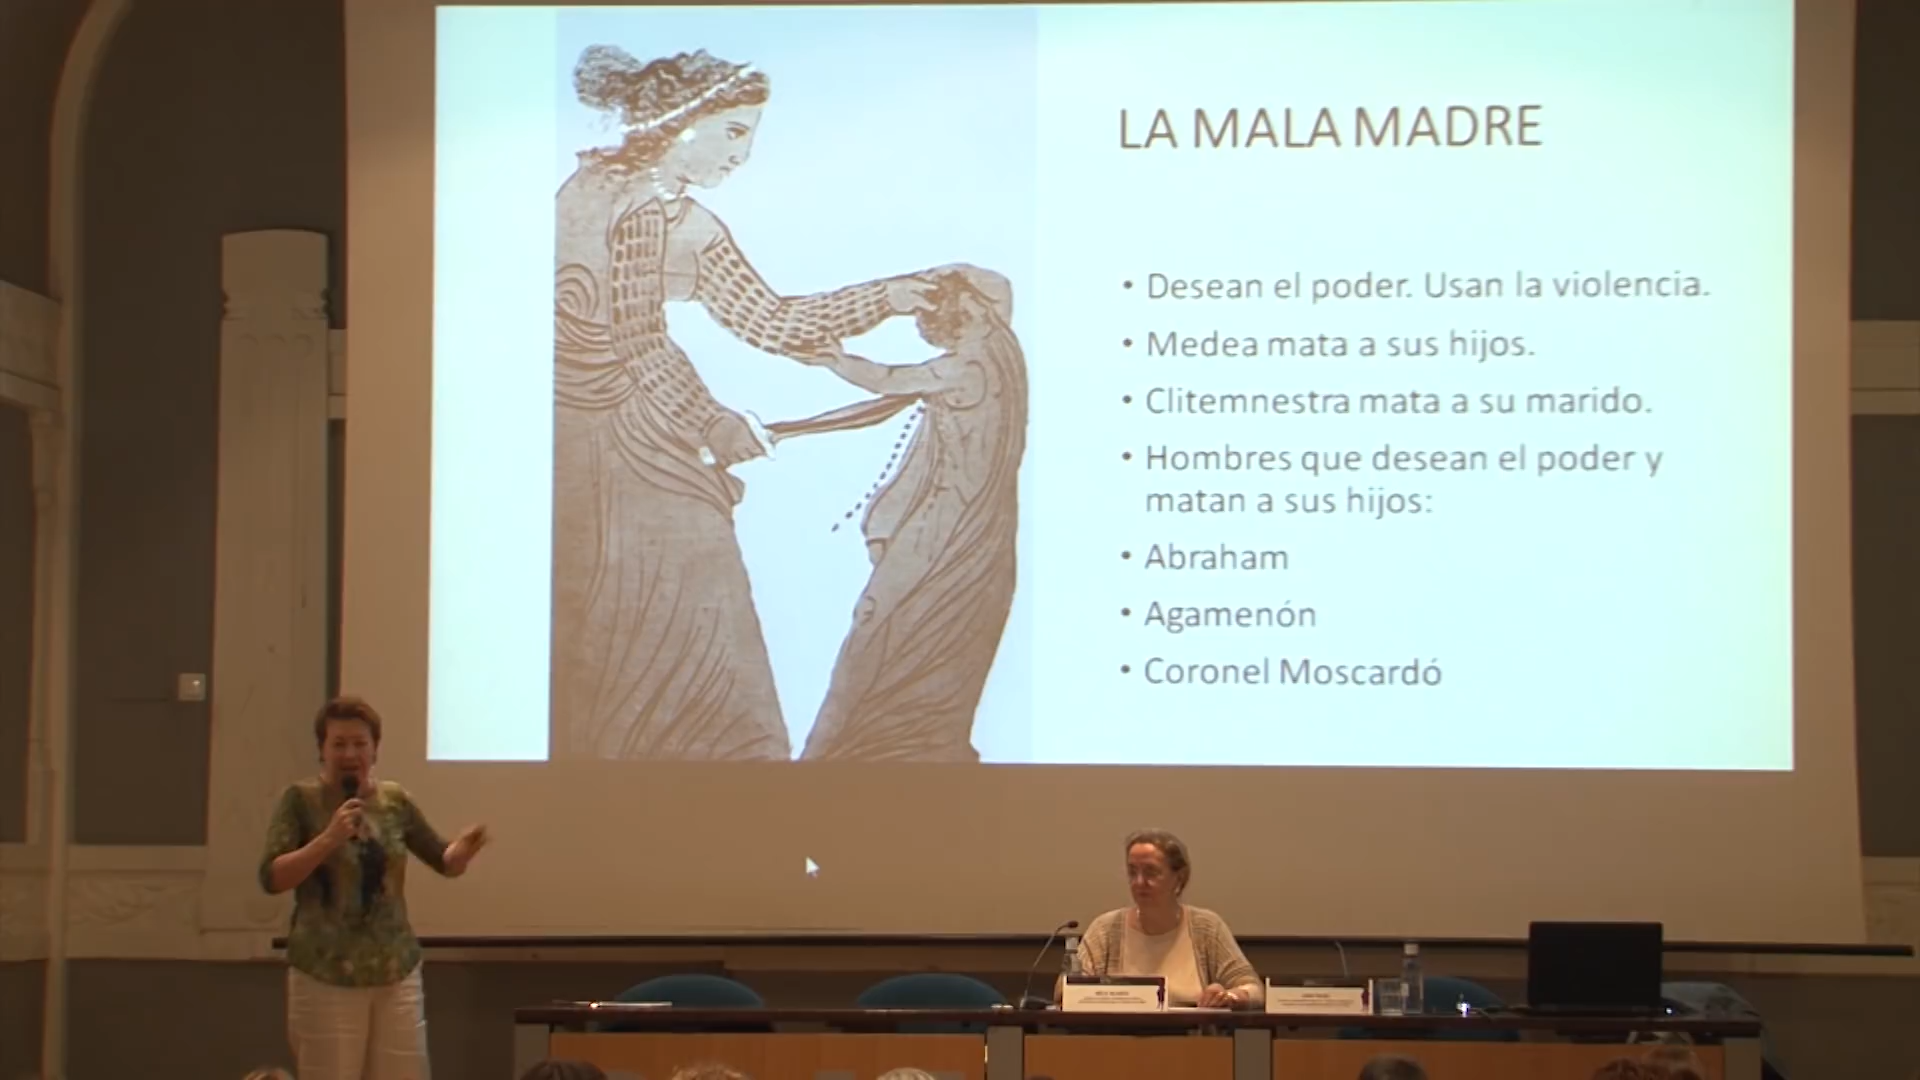 LA MALA MADRE
• Desean el poder. Usan la violencia.
• Medea mata a sus hijos.
• Clitemnestra mata a su marido.
• Hombres que desean el poder y
matan a sus hijos:
• Abraham
• Agamenón
• Coronel Moscardó